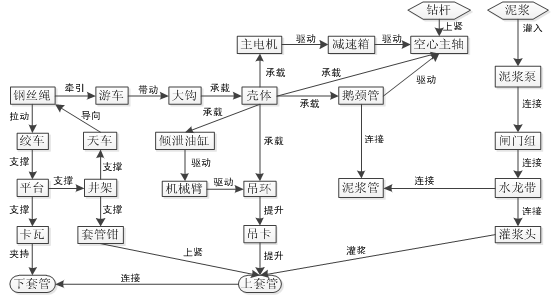 钻杆
泥浆
上紧
灌入
主电机
驱动
减速箱
驱动
空心主轴
承载
承载
驱动
泥浆泵
钢丝绳
牵引
游车
带动
大钩
承载
壳体
承载
鹅颈管
连接
拉动
导向
承载
承载
连接
绞车
天车
倾泄油缸
闸门组
支撑
支撑
驱动
连接
平台
支撑
井架
机械臂
驱动
吊环
泥浆管
连接
水龙带
支撑
支撑
提升
连接
卡瓦
套管钳
吊卡
灌浆头
夹持
上紧
提升
灌浆
下套管
连接
上套管